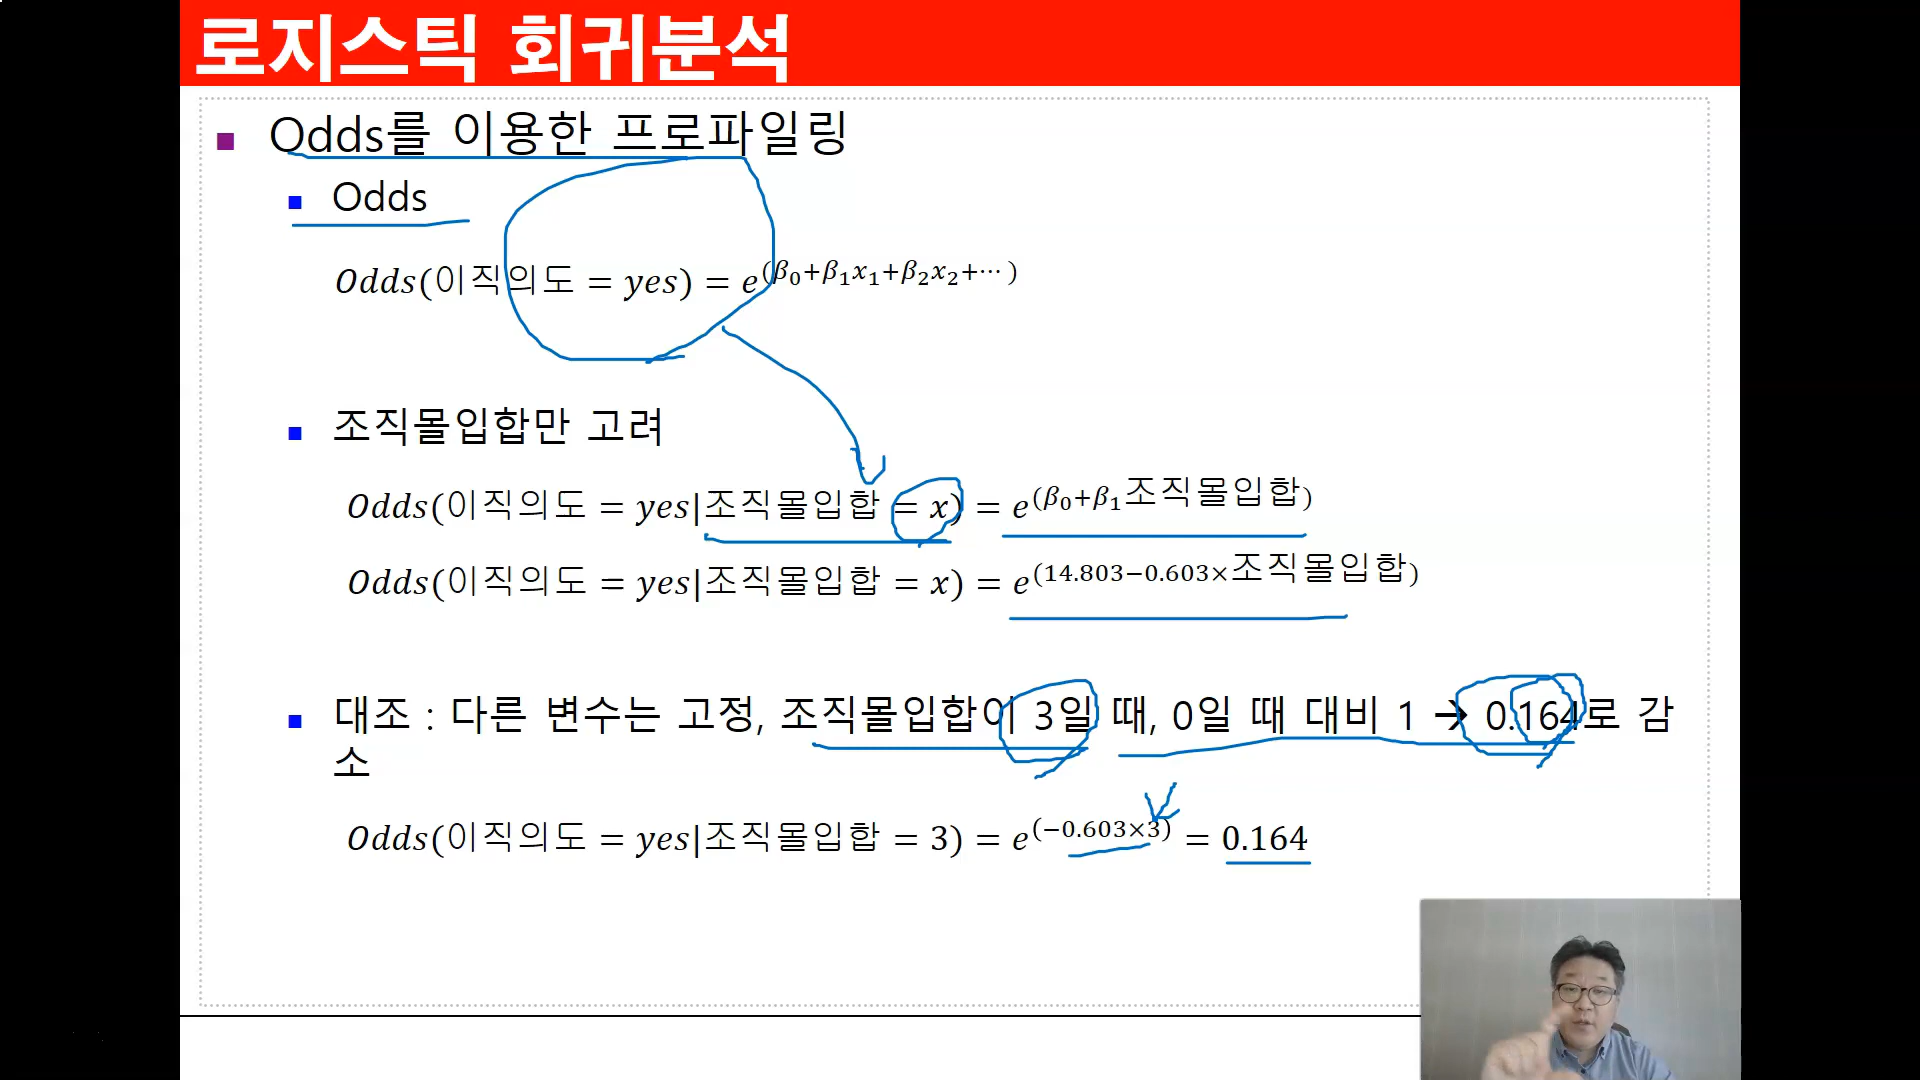 로지스틱 회귀분석
Odds를 이용한 프로파일링
Odds
Odds(이직의도 = yes) = e^(β₀+β₁x₁+β₂x₂+⋯ )
조직몰입합만 고려
Odds(이직의도 = yes|조직몰입합 = x) = e^(β₀+β₁조직몰입합)
Odds(이직의도 = yes|조직몰입합 = x) = e^(14.803−0.603×조직몰입합)
대조 : 다른 변수는 고정, 조직몰입합이 3일 때, 0일 때 대비 1 → 0.164로 감
소
Odds(이직의도 = yes|조직몰입합 = 3) = e^(−0.603×3) = 0.164